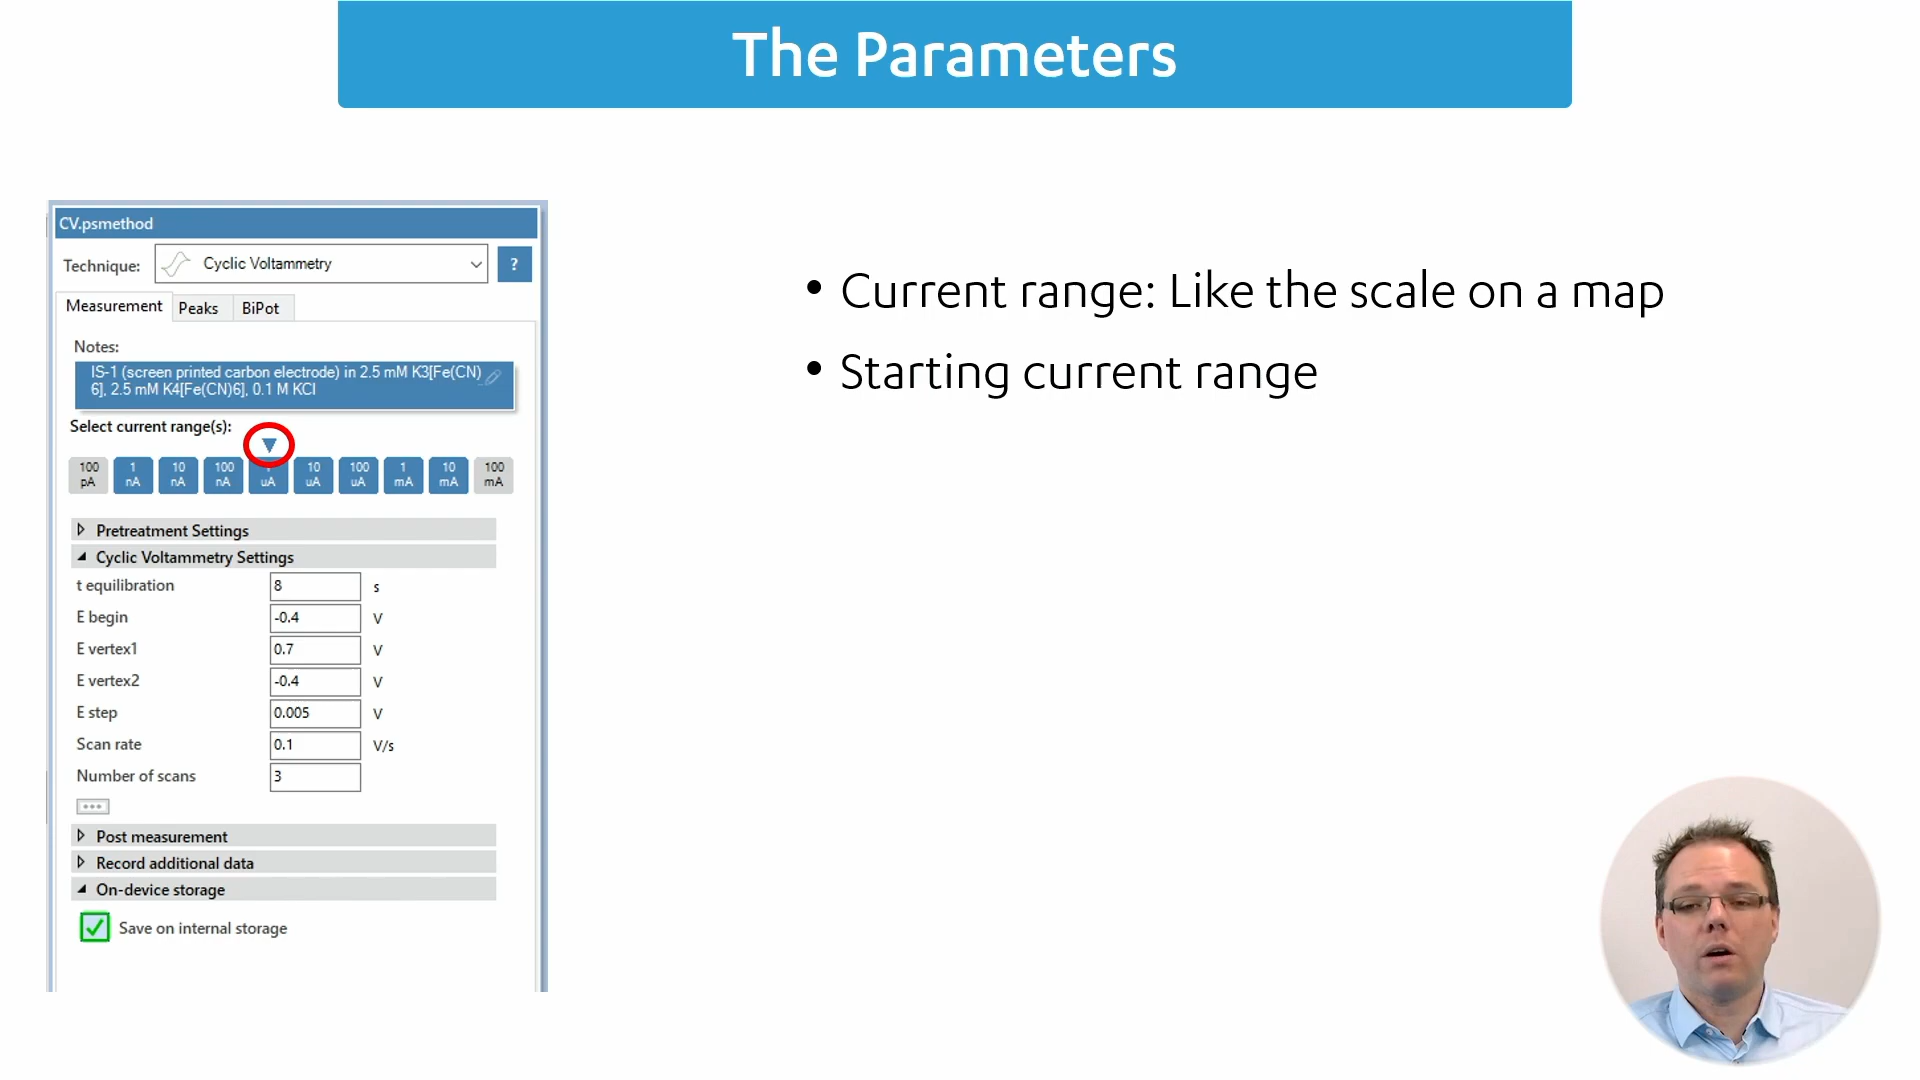 The Parameters
CV.psmethod
Technique: Cyclic Voltammetry ?
Measurement Peaks BiPot
Notes:
IS-1 (screen printed carbon electrode) in 2.5 mM K3[Fe(CN)
6], 2.5 mM K4[Fe(CN)6], 0.1 M KCl
Select current range(s):
100 pA 1 nA 10 nA 100 nA 1 uA 10 uA 100 uA 1 mA 10 mA 100 mA
Pretreatment Settings
Cyclic Voltammetry Settings
t equilibration 8 s
E begin -0.4 V
E vertex1 0.7 V
E vertex2 -0.4 V
E step 0.005 V
Scan rate 0.1 V/s
Number of scans 3
Post measurement
Record additional data
On-device storage
Save on internal storage
• Current range: Like the scale on a map
• Starting current range